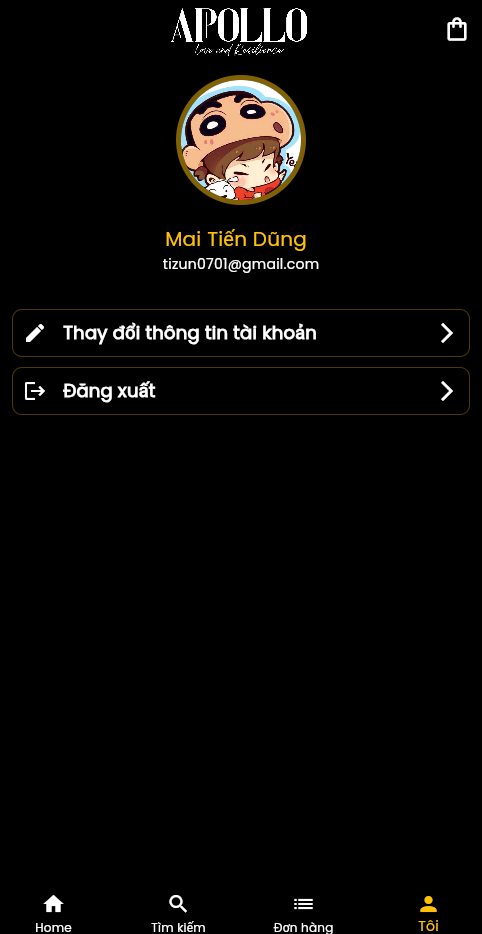 APOLLO
Love and Resilience
Ye
Mai Tiến Dũng
tizun0701@gmail.com
Thay đổi thông tin tài khoản
Đăng xuất
Home
Tìm kiếm
Đơn hàng
Tôi